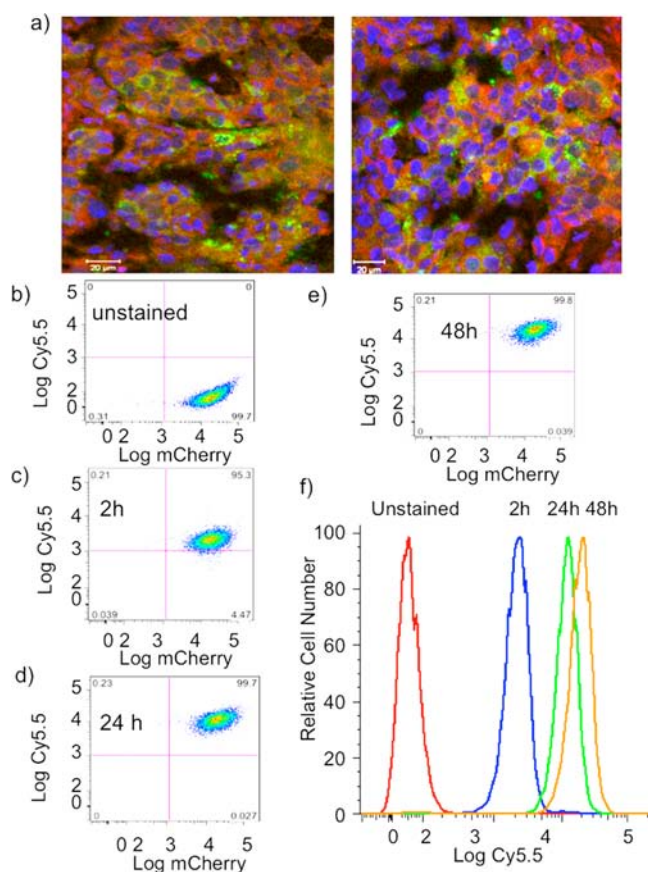 a)
20 µm
20 µm
b)
5
4
3
2
0
Log Cy5.5
unstained
0
0
0.31
99.7
0 2 3 4 5
Log mCherry
c)
5
4
3
2
0
Log Cy5.5
2h
0.21
95.3
0.039
4.47
0 2 3 4 5
Log mCherry
d)
5
4
3
2
0
Log Cy5.5
24 h
0.23
99.7
0
0.027
0 2 3 4 5
Log mCherry
e)
5
4
3
2
0
Log Cy5.5
48h
0.21
99.8
0
0.039
0 2 3 4 5
Log mCherry
f)
Unstained 2h 24h 48h
100
80
60
40
20
0
Relative Cell Number
0 2 3 4 5
Log Cy5.5